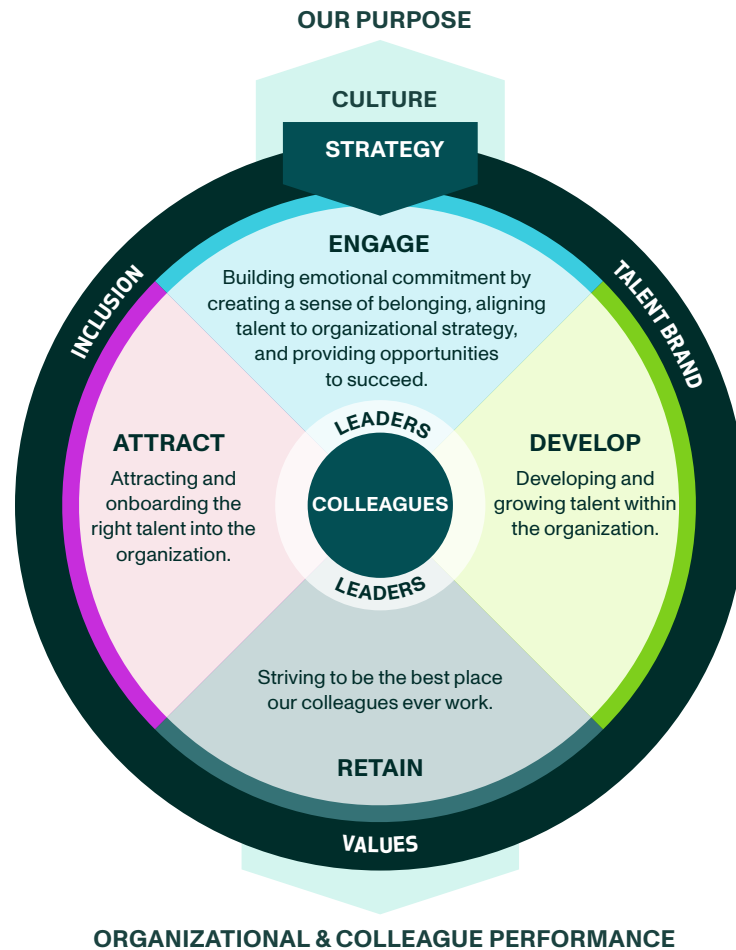 OUR PURPOSE
CULTURE
STRATEGY
INCLUSION
TALENT BRAND
ENGAGE
Building emotional commitment by
creating a sense of belonging, aligning
talent to organizational strategy,
and providing opportunities
to succeed.
ATTRACT
Attracting and
onboarding the
right talent into the
organization.
LEADERS
COLLEAGUES
LEADERS
DEVELOP
Developing and
growing talent within
the organization.
Striving to be the best place
our colleagues ever work.
RETAIN
VALUES
ORGANIZATIONAL & COLLEAGUE PERFORMANCE